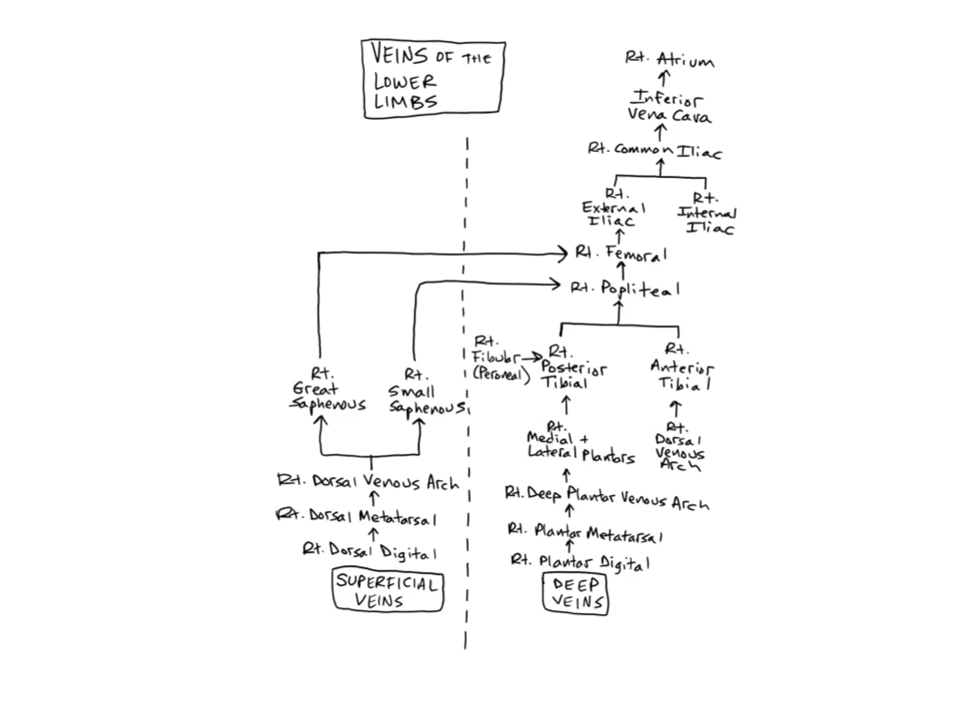 VEINS OF THE
LOWER
LIMBS
Rt. Atrium
Inferior
Vena Cava
Rt. Common Iliac
Rt.
External
Iliac
Rt.
Internal
Iliac
Rt. Femoral
Rt. Popliteal
Rt.
Great
Saphenous
Rt.
Small
Saphenous
Rt.
Fibular
(Peroneal)
Rt.
Posterior
Tibial
Rt.
Anterior
Tibial
Rt.
Medial +
Lateral Plantars
Rt.
Dorsal
Venous
Arch
Rt. Dorsal Venous Arch
Rt. Dorsal Metatarsal
Rt. Dorsal Digital
Rt. Deep Plantar Venous Arch
Rt. Plantar Metatarsal
Rt. Plantar Digital
SUPERFICIAL
VEINS
DEEP
VEINS